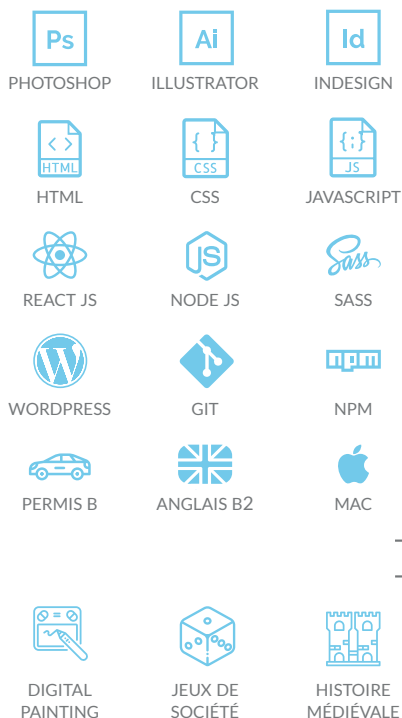 Ps Ai Id
PHOTOSHOP ILLUSTRATOR INDESIGN
< > { } {;}
HTML CSS JS
HTML CSS JAVASCRIPT
JS Sass
REACT JS NODE JS SASS
W npm
WORDPRESS GIT NPM
PERMIS B ANGLAIS B2 MAC
DIGITAL JEUX DE HISTOIRE
PAINTING SOCIÉTÉ MÉDIÉVALE